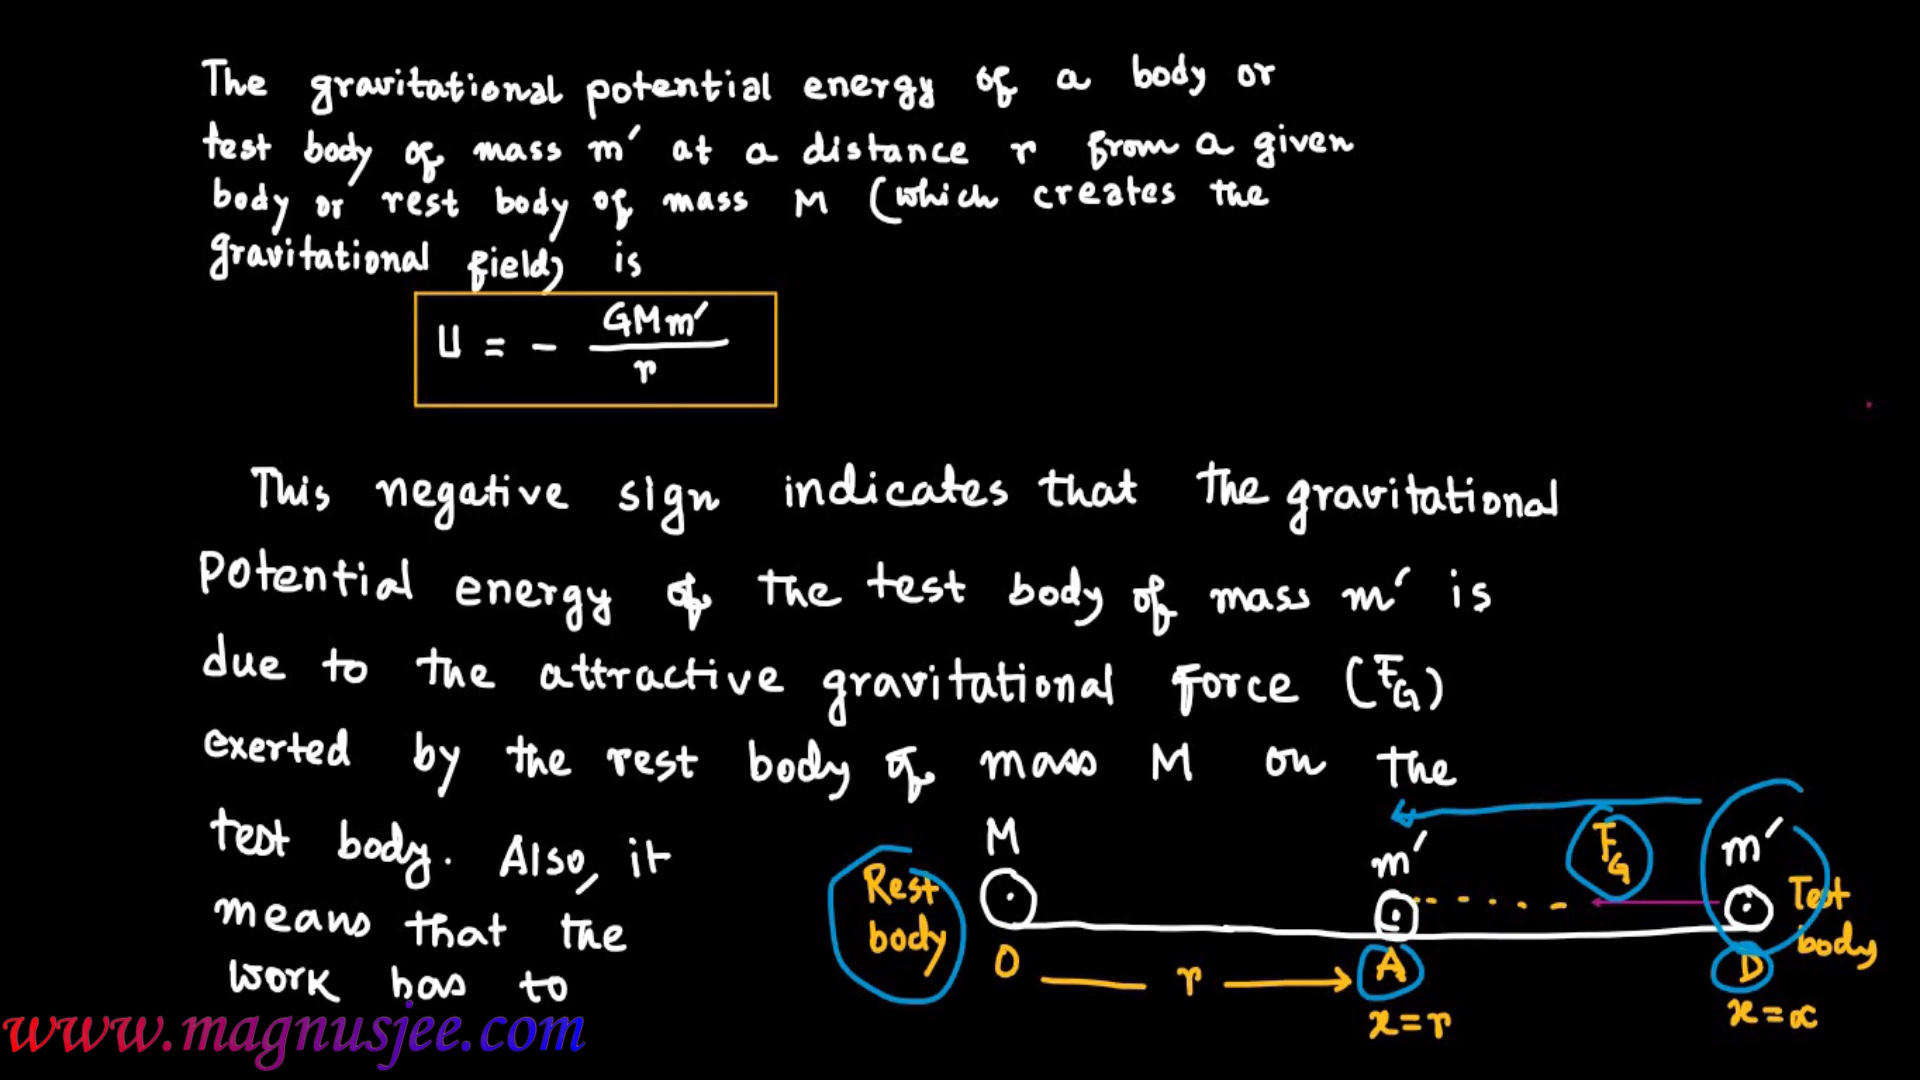 The gravitational potential energy of a body or
test body of mass m′ at a distance r from a given
body or rest body of mass M (which creates the
gravitational field) is
U = - GMm′/r
This negative sign indicates that the gravitational
potential energy of the test body of mass m′ is
due to the attractive gravitational Force (F_G)
exerted by the rest body of mass M on the
test body. Also, it
means that the
work has to
M
m′
F_G
m′
Rest
body
Test
body
O
r
A
D
x=r
x=∝
www.magnusjee.com